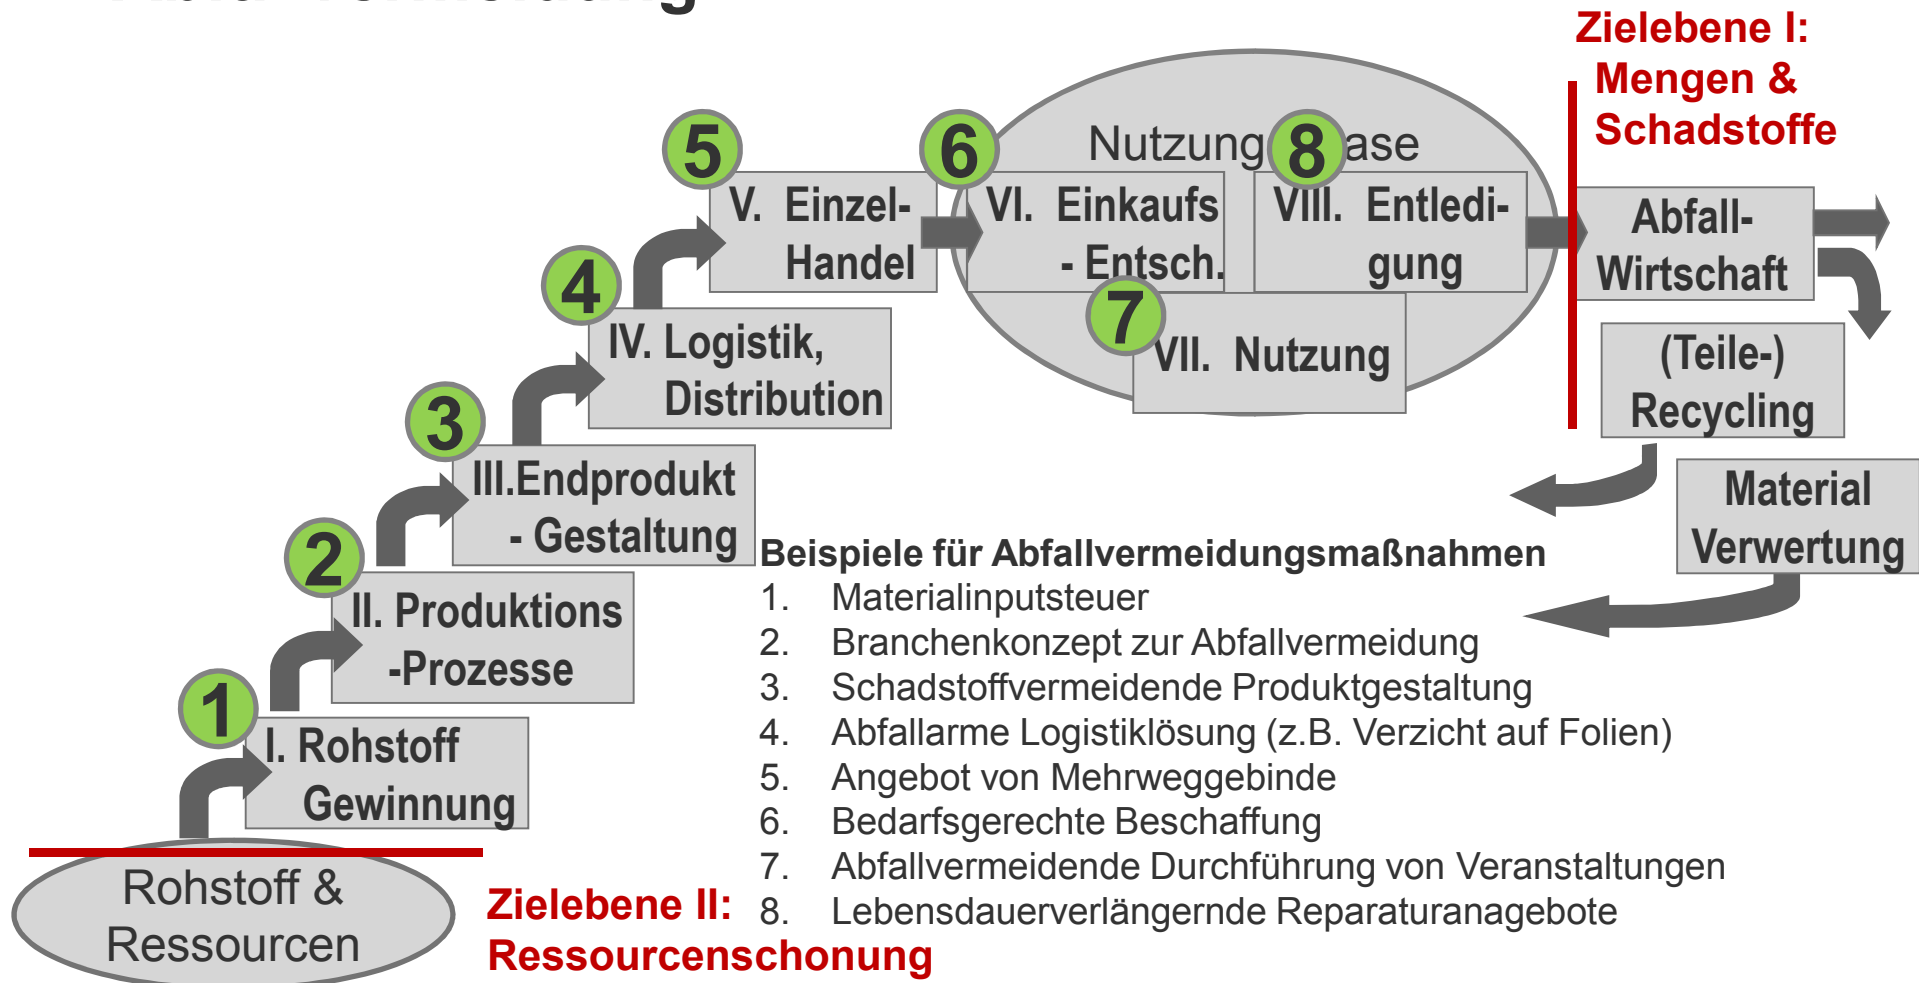 Zielebene I:
Mengen &
Schadstoffe
5
6
8
V. Einzel-
Handel
VI. Einkaufs
- Entsch.
VIII. Entledi-
gung
Abfall-
Wirtschaft
4
7
IV. Logistik,
Distribution
VII. Nutzung
(Teile-)
Recycling
3
III.Endprodukt
- Gestaltung
Material
Verwertung
2
II. Produktions
-Prozesse
1
I. Rohstoff
Gewinnung
Rohstoff &
Ressourcen
Zielebene II:
Ressourcenschonung
Beispiele für Abfallvermeidungsmaßnahmen
1. Materialinputsteuer
2. Branchenkonzept zur Abfallvermeidung
3. Schadstoffvermeidende Produktgestaltung
4. Abfallarme Logistiklösung (z.B. Verzicht auf Folien)
5. Angebot von Mehrweggebinde
6. Bedarfsgerechte Beschaffung
7. Abfallvermeidende Durchführung von Veranstaltungen
8. Lebensdauerverlängernde Reparaturanagebote